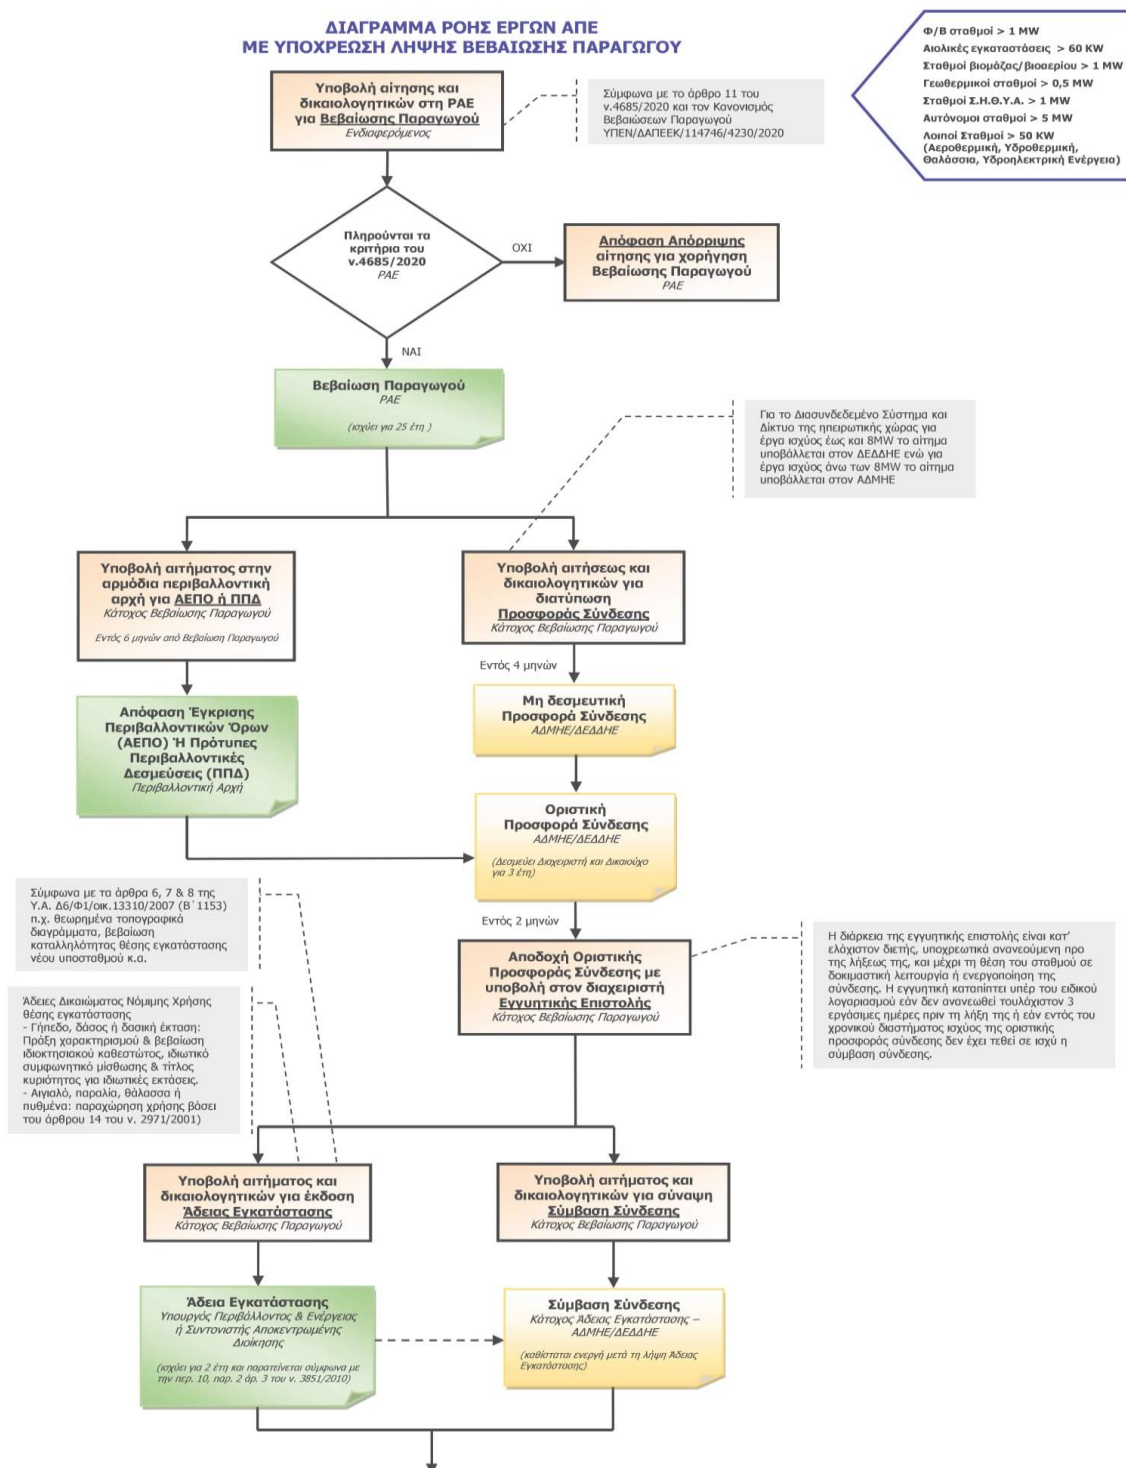 ΔΙΑΓΡΑΜΜΑ ΡΟΗΣ ΕΡΓΩΝ ΑΠΕ
ΜΕ ΥΠΟΧΡΕΩΣΗ ΛΗΨΗΣ ΒΕΒΑΙΩΣΗΣ ΠΑΡΑΓΩΓΟΥ
Φ/Β σταθμοί > 1 MW
Αιολικές εγκαταστάσεις > 60 KW
Σταθμοί βιομάζας/βιοαερίου > 1 MW
Γεωθερμικοί σταθμοί > 0,5 MW
Σταθμοί Σ.Η.Θ.Υ.Α. > 1 MW
Αυτόνομοι σταθμοί > 5 MW
Λοιποί Σταθμοί > 50 KW
(Αεροθερμική, Υδροθερμική,
Θαλάσσια, Υδροηλεκτρική Ενέργεια)
Υποβολή αίτησης και
δικαιολογητικών στη ΡΑΕ
για Βεβαίωσης Παραγωγού
Ενδιαφερόμενος
Σύμφωνα με το άρθρο 11 του
ν.4685/2020 και τον Κανονισμός
Βεβαιώσεων Παραγωγού
ΥΠΕΝ/ΔΑΠΕΕΚ/114746/4230/2020
Πληρούνται τα
κριτήρια του
ν.4685/2020
ΡΑΕ
ΟΧΙ
Απόφαση Απόρριψης
αίτησης για χορήγηση
Βεβαίωσης Παραγωγού
ΡΑΕ
ΝΑΙ
Βεβαίωση Παραγωγού
ΡΑΕ
(ισχύει για 25 έτη )
Για το Διασυνδεδεμένο Σύστημα και
Δίκτυο της ηπειρωτικής χώρας για
έργα ισχύος έως και 8MW το αίτημα
υποβάλλεται στον ΔΕΔΔΗΕ ενώ για
έργα ισχύος άνω των 8MW το αίτημα
υποβάλλεται στον ΑΔΜΗΕ
Υποβολή αιτήματος στην
αρμόδια περιβαλλοντική
αρχή για ΑΕΠΟ ή ΠΠΔ
Κάτοχος Βεβαίωσης Παραγωγού
Εντός 6 μηνών από Βεβαίωση Παραγωγού
Υποβολή αιτήσεως και
δικαιολογητικών για
διατύπωση
Προσφοράς Σύνδεσης
Κάτοχος Βεβαίωσης Παραγωγού
Εντός 4 μηνών
Απόφαση Έγκρισης
Περιβαλλοντικών Όρων
(ΑΕΠΟ) Ή Πρότυπες
Περιβαλλοντικές
Δεσμεύσεις (ΠΠΔ)
Περιβαλλοντική Αρχή
Μη δεσμευτική
Προσφορά Σύνδεσης
ΑΔΜΗΕ/ΔΕΔΔΗΕ
Οριστική
Προσφορά Σύνδεσης
ΑΔΜΗΕ/ΔΕΔΔΗΕ
(Δεσμεύει Διαχειριστή και Δικαιούχο
για 3 έτη)
Εντός 2 μηνών
Σύμφωνα με τα άρθρα 6, 7 & 8 της
Υ.Α. Δ6/Φ1/οικ.13310/2007 (Β΄1153)
π.χ. θεωρημένα τοπογραφικά
διαγράμματα, βεβαίωση
καταλληλότητας θέσης εγκατάστασης
νέου υποσταθμού κ.α.
Αποδοχή Οριστικής
Προσφοράς Σύνδεσης με
υποβολή στον διαχειριστή
Εγγυητικής Επιστολής
Κάτοχος Βεβαίωσης Παραγωγού
Η διάρκεια της εγγυητικής επιστολής είναι κατ'
ελάχιστον διετής, υποχρεωτικά ανανεούμενη προ
της λήξεως της, και μέχρι τη θέση του σταθμού σε
δοκιμαστική λειτουργία ή ενεργοποίηση της
σύνδεσης. Η εγγυητική καταπίπτει υπέρ του ειδικού
λογαριασμού εάν δεν ανανεωθεί τουλάχιστον 3
εργάσιμες ημέρες πριν τη λήξη της ή εάν εντός του
χρονικού διαστήματος ισχύος της οριστικής
προσφοράς σύνδεσης δεν έχει τεθεί σε ισχύ η
σύμβαση σύνδεσης.
Άδειες Δικαιώματος Νόμιμης Χρήσης
θέσης εγκατάστασης
- Γήπεδο, δάσος ή δασική έκταση:
Πράξη χαρακτηρισμού & βεβαίωση
ιδιοκτησιακού καθεστώτος, ιδιωτικό
συμφωνητικό μίσθωσης & τίτλος
κυριότητας για ιδιωτικές εκτάσεις.
- Αιγιαλό, παραλία, θάλασσα ή
πυθμένα: παραχώρηση χρήσης βάσει
του άρθρου 14 του ν. 2971/2001)
Υποβολή αιτήματος και
δικαιολογητικών για έκδοση
Άδειας Εγκατάστασης
Κάτοχος Βεβαίωσης Παραγωγού
Υποβολή αιτήματος και
δικαιολογητικών για σύναψη
Σύμβαση Σύνδεσης
Κάτοχος Βεβαίωσης Παραγωγού
Άδεια Εγκατάστασης
Υπουργός Περιβάλλοντος & Ενέργειας
ή Συντονιστής Αποκεντρωμένης
Διοίκησης
(ισχύει για 2 έτη και παρατείνεται σύμφωνα με
την περ. 10, παρ. 2 άρ. 3 του ν. 3851/2010)
Σύμβαση Σύνδεσης
Κάτοχος Άδειας Εγκατάστασης –
ΑΔΜΗΕ/ΔΕΔΔΗΕ
(καθίσταται ενεργή μετά τη λήψη Άδειας
Εγκατάστασης)